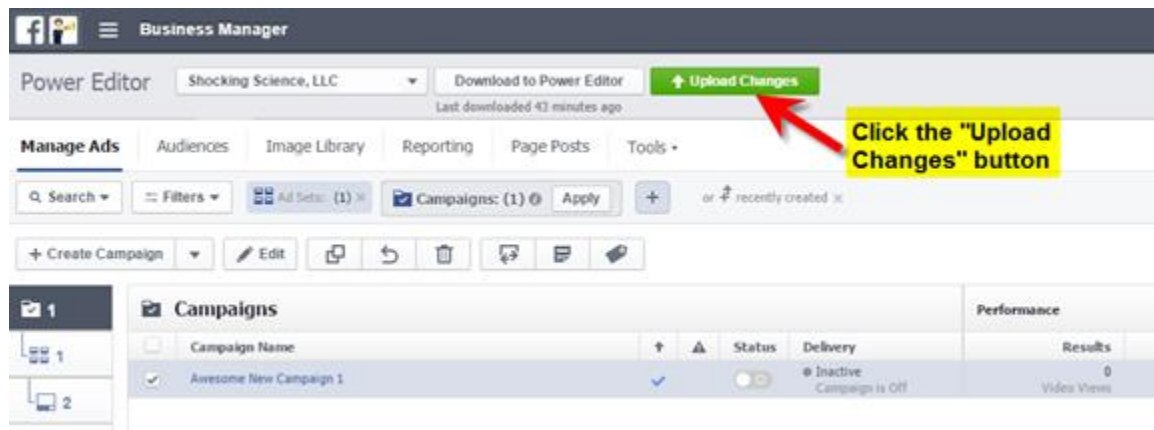 Business Manager
Power Editor Shocking Science, LLC Download to Power Editor Upload Changes
Last downloaded 43 minutes ago
Click the "Upload
Changes" button
Manage Ads Audiences Image Library Reporting Page Posts Tools
Search Filters Ad Sets: (1) × Campaigns: (1) Apply + or recently created ×
+ Create Campaign Edit
1 Campaigns Performance
1 Campaign Name Status Delivery Results
Awesome New Campaign 1 Inactive 0
2 Campaign is Off Video Views